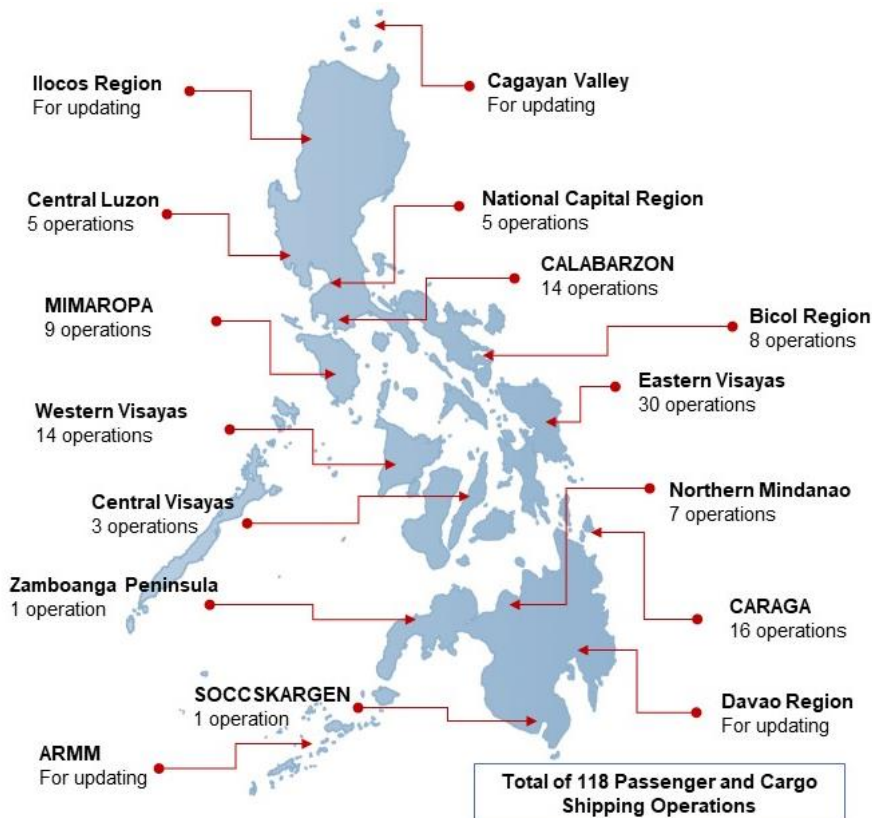 Ilocos Region
For updating
Cagayan Valley
For updating
Central Luzon
5 operations
National Capital Region
5 operations
CALABARZON
14 operations
MIMAROPA
9 operations
Bicol Region
8 operations
Eastern Visayas
30 operations
Western Visayas
14 operations
Northern Mindanao
7 operations
Central Visayas
3 operations
Zamboanga Peninsula
1 operation
CARAGA
16 operations
SOCCSKARGEN
1 operation
Davao Region
For updating
ARMM
For updating
Total of 118 Passenger and Cargo
Shipping Operations